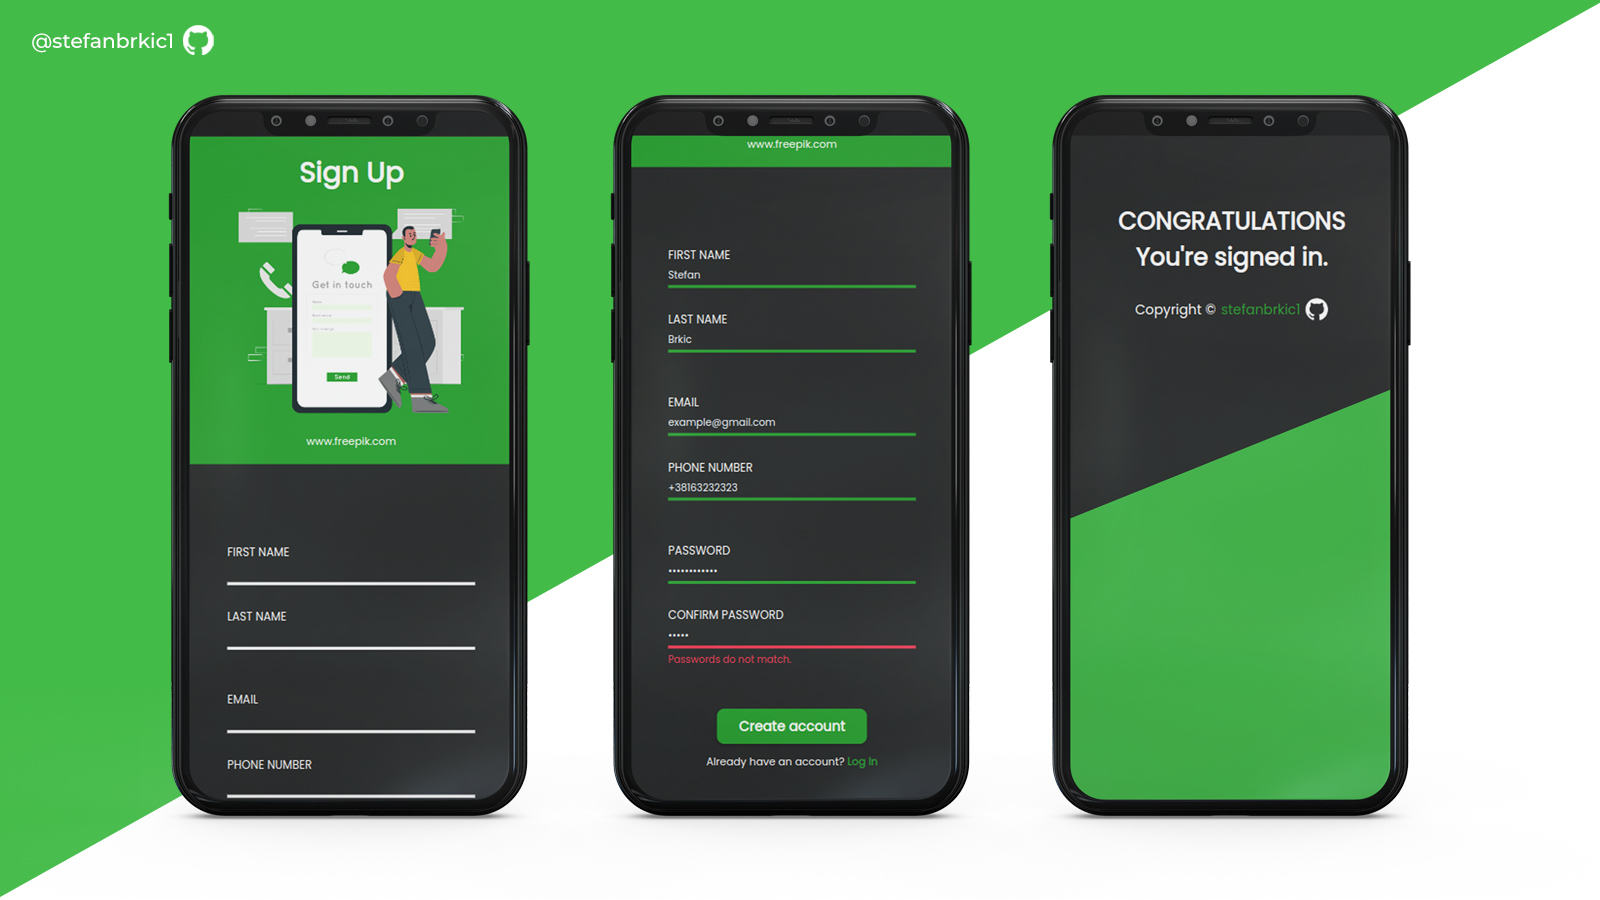 @stefanbrkic1
Sign Up
Get in touch
Send
www.freepik.com
FIRST NAME
LAST NAME
EMAIL
PHONE NUMBER
www.freepik.com
FIRST NAME
Stefan
LAST NAME
Brkic
EMAIL
example@gmail.com
PHONE NUMBER
+38163232323
PASSWORD
••••••••••••
CONFIRM PASSWORD
•••••
Passwords do not match.
Create account
Already have an account? Log In
CONGRATULATIONS
You're signed in.
Copyright © stefanbrkic1